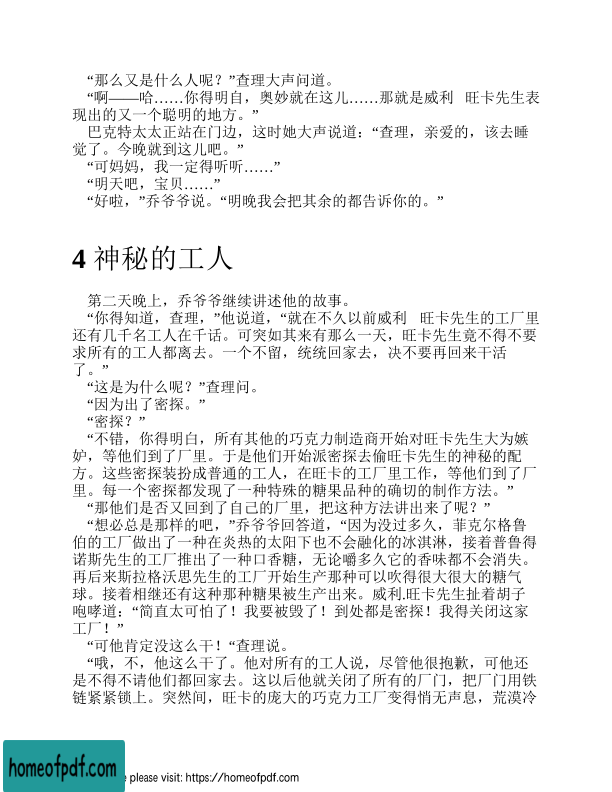 “那么又是什么人呢？”查理大声问道。
“啊——哈……你得明自，奥妙就在这儿……那就是威利   旺卡先生表
现出的又一个聪明的地方。”
巴克特太太正站在门边，这时她大声说道：“查理，亲爱的，该去睡
觉了。今晚就到这儿吧。”
“可妈妈，我一定得听听……”
“明天吧，宝贝……”
“好啦，”乔爷爷说。“明晚我会把其余的都告诉你的。”
4 神秘的工人
第二天晚上，乔爷爷继续讲述他的故事。
“你得知道，查理，”他说道，“就在不久以前威利   旺卡先生的工厂里
还有几千名工人在千话。可突如其来有那么一天，旺卡先生竟不得不要
求所有的工人都离去。一个不留，统统回家去，决不要再回来干活
了。”
“这是为什么呢？”查理问。
“因为出了密探。”
“密探？”
“不错，你得明白，所有其他的巧克力制造商开始对旺卡先生大为嫉
妒，等他们到了厂里。于是他们开始派密探去偷旺卡先生的神秘的配
方。这些密探装扮成普通的工人，在旺卡的工厂里工作，等他们到了厂
里。每一个密探都发现了一种特殊的糖果品种的确切的制作方法。”
“那他们是否又回到了自己的厂里，把这种方法讲出来了呢？”
“想必总是那样的吧，”乔爷爷回答道，“因为没过多久，菲克尔格鲁
伯的工厂做出了一种在炎热的太阳下也不会融化的冰淇淋，接着普鲁得
诺斯先生的工厂推出了一种口香糖，无论嚼多久它的香味都不会消失。
再后来斯拉格沃思先生的工厂开始生产那种可以吹得很大很大的糖气
球。接着相继还有这种那种糖果被生产出来。威利.旺卡先生扯着胡子
咆哮道：“简直太可怕了！我要被毁了！到处都是密探！我得关闭这家
工厂！”
“可他肯定没这么干！“查理说。
“哦，不，他这么干了。他对所有的工人说，尽管他很抱歉，可他还
是不得不请他们都回家去。这以后他就关闭了所有的厂门，把厂门用铁
链紧紧锁上。突然间，旺卡的庞大的巧克力工厂变得悄无声息，荒漠冷
homeofpdf.com
e please visit: https://homeofpdf.com